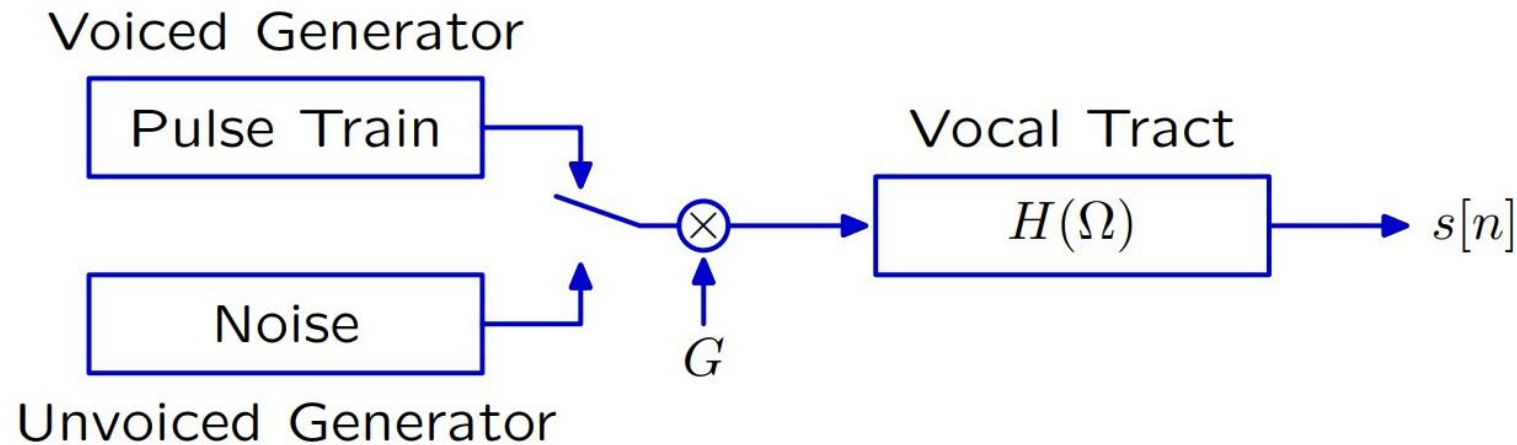 Voiced Generator
Pulse Train
Vocal Tract
H(Ω)
s[n]
Noise
G
Unvoiced Generator